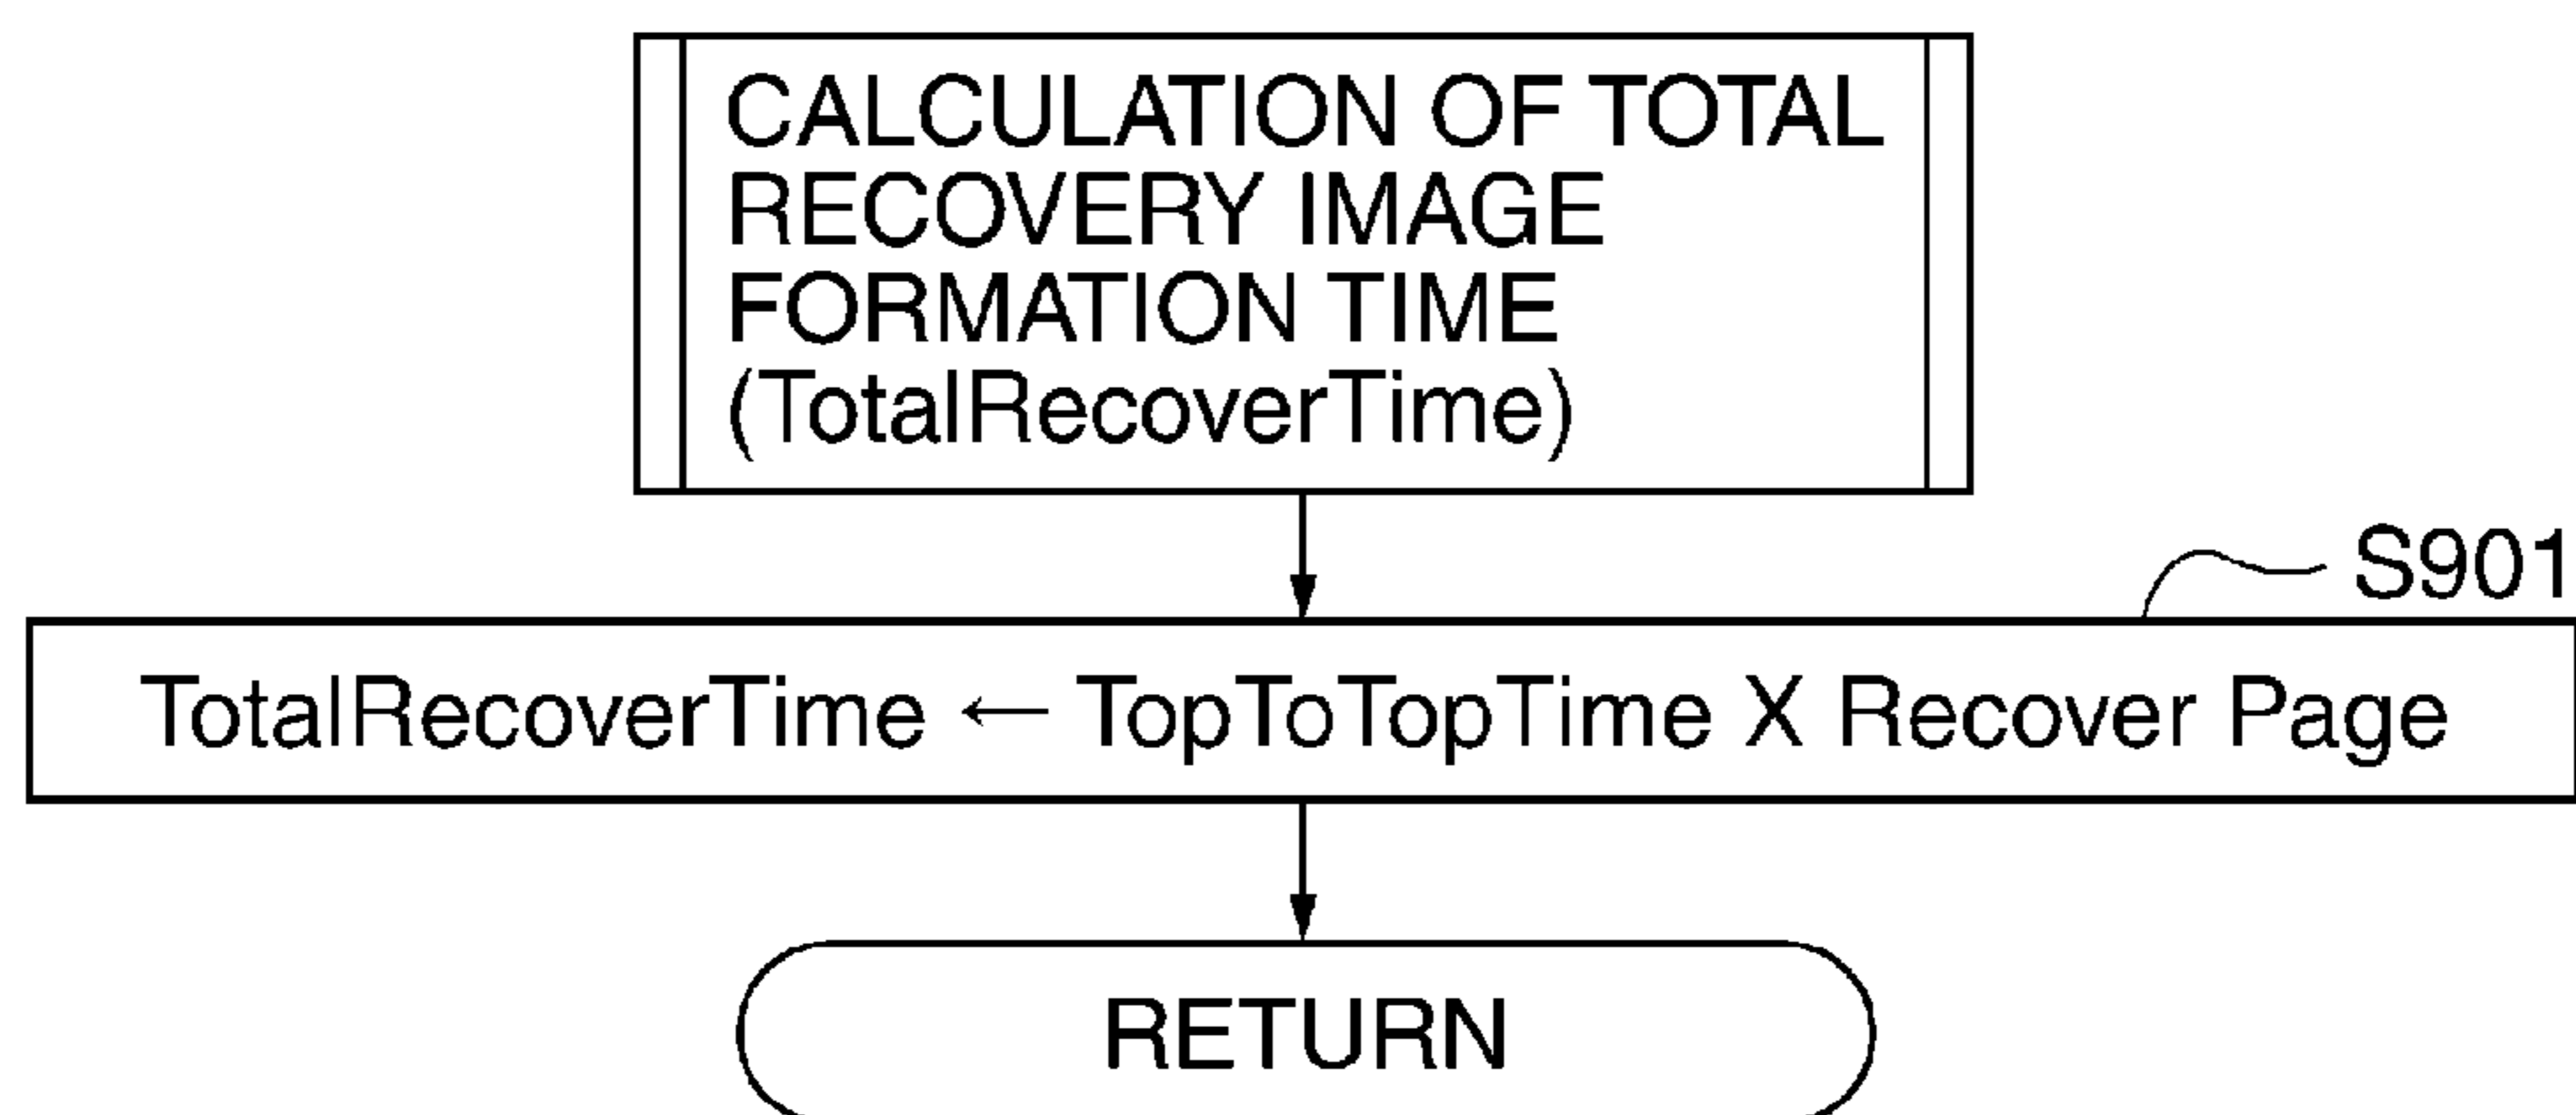 CALCULATION OF TOTAL
RECOVERY IMAGE
FORMATION TIME
(TotalRecoverTime)
S901
TotalRecoverTime ← TopToTopTime X Recover Page
RETURN